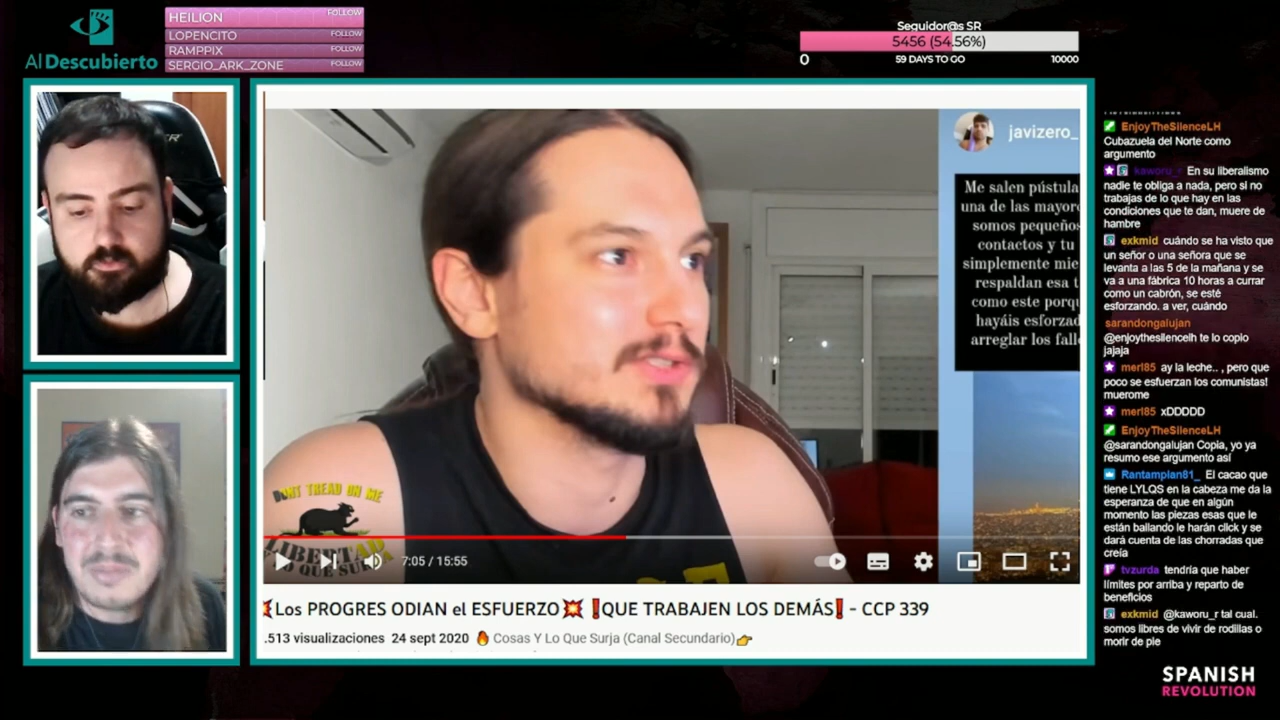 Al Descubierto
HEILION FOLLOW
LOPENCITO FOLLOW
RAMPPIX FOLLOW
SERGIO_ARK_ZONE FOLLOW
Seguidor@s SR
5456 (54.56%)
0 59 DAYS TO GO 10000
javizero_
Me salen pústula
una de las mayore
somos pequeños
contactos y tu
simplemente mie
respaldan esa t
como este porqu
hayáis esforzad
arreglar los fall
DONT TREAD ON ME
LIBERTAD
Y LO QUE SURJA
7:05 / 15:55
Los PROGRES ODIAN el ESFUERZO💥❗QUE TRABAJEN LOS DEMÁS❗ - CCP 339
.513 visualizaciones 24 sept 2020 🔥 Cosas Y Lo Que Surja (Canal Secundario)👉
EnjoyTheSilenceLH
Cubazuela del Norte como
argumento
kaworu_r En su liberalismo
nadie te obliga a nada, pero si no
trabajas de lo que hay en las
condiciones que te dan, muere de
hambre
exkmid cuándo se ha visto que
un señor o una señora que se
levanta a las 5 de la mañana y se
va a una fábrica 10 horas a currar
como un cabrón, se esté
esforzando. a ver, cuándo
sarandongalujan
@enjoythesilencelh te lo copio
jajaja
merl85 ay la leche.. , pero que
poco se esfuerzan los comunistas!
muerome
merl85 xDDDDD
EnjoyTheSilenceLH
@sarandongalujan Copia, yo ya
resumo ese argumento así
Rantamplan81_ El cacao que
tiene LYLQS en la cabeza me da la
esperanza de que en algún
momento las piezas esas que le
están bailando le harán click y se
dará cuenta de las chorradas que
creía
tvzurda tendría que haber
límites por arriba y reparto de
beneficios
exkmid @kaworu_r tal cual.
somos libres de vivir de rodillas o
morir de pie
SPANISH
REVOLUTION